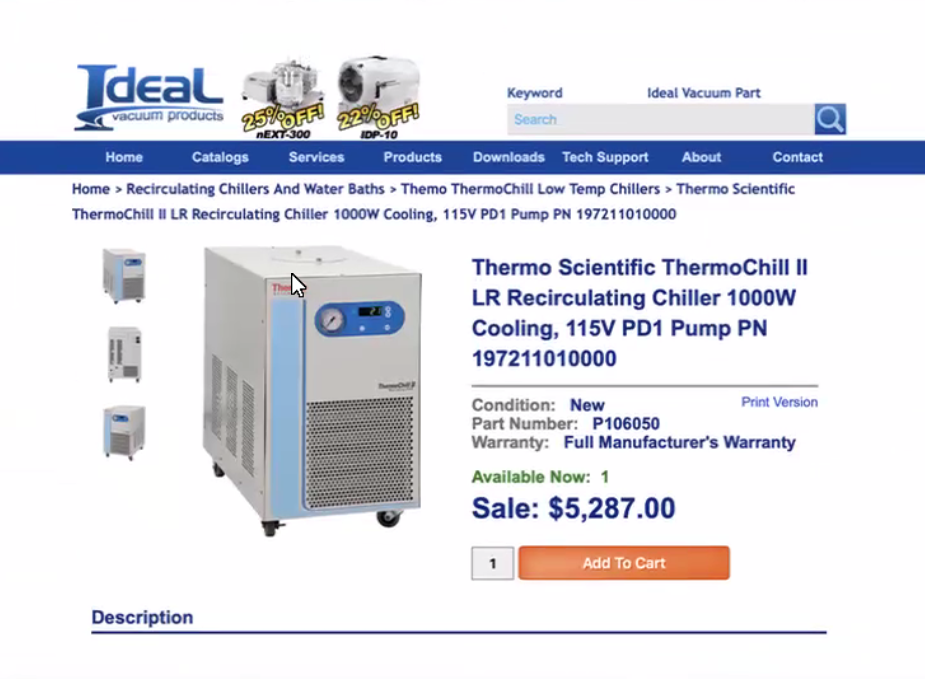 Ideal
vacuum products
25% OFF!
nEXT-300
22% OFF!
IDP-10
Keyword
Ideal Vacuum Part
Search
Home Catalogs Services Products Downloads Tech Support About Contact
Home > Recirculating Chillers And Water Baths > Themo ThermoChill Low Temp Chillers > Thermo Scientific
ThermoChill II LR Recirculating Chiller 1000W Cooling, 115V PD1 Pump PN 197211010000
Thermo Scientific ThermoChill II
LR Recirculating Chiller 1000W
Cooling, 115V PD1 Pump PN
197211010000
Condition: New
Print Version
Part Number: P106050
Warranty: Full Manufacturer's Warranty
Available Now: 1
Sale: $5,287.00
1
Add To Cart
ThermoChill II
Description